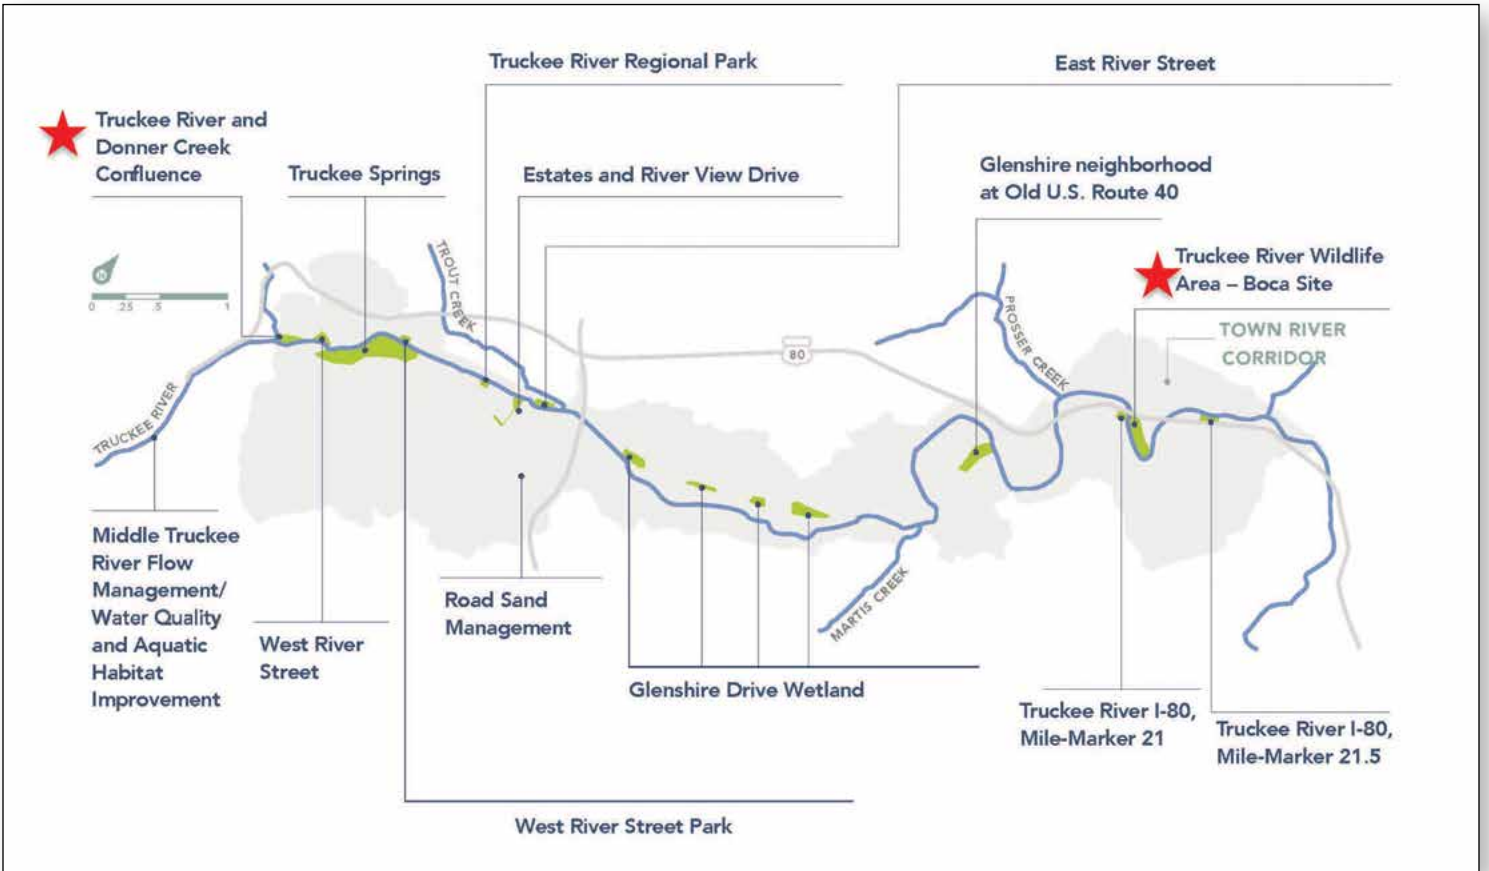 Truckee River Regional Park
East River Street
Truckee River and
Donner Creek
Confluence
Truckee Springs
Estates and River View Drive
Glenshire neighborhood
at Old U.S. Route 40
Truckee River Wildlife
Area – Boca Site
TOWN RIVER
CORRIDOR
TROUT CREEK
PROSSER CREEK
N
0 .25 .5 1
80
TRUCKEE RIVER
MARTIS CREEK
Middle Truckee
River Flow
Management/
Water Quality
and Aquatic
Habitat
Improvement
West River
Street
Road Sand
Management
Glenshire Drive Wetland
Truckee River I-80,
Mile-Marker 21
Truckee River I-80,
Mile-Marker 21.5
West River Street Park